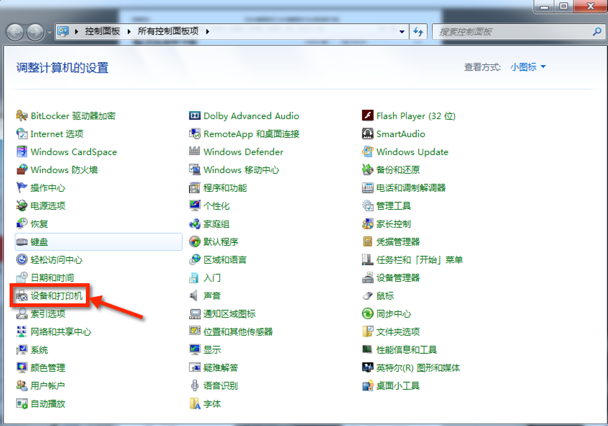 控制面板 ▸ 所有控制面板项 ▸
搜索控制面板
调整计算机的设置
查看方式: 小图标
BitLocker 驱动器加密
Dolby Advanced Audio
Flash Player (32 位)
Internet 选项
RemoteApp 和桌面连接
SmartAudio
Windows CardSpace
Windows Defender
Windows Update
Windows 防火墙
Windows 移动中心
备份和还原
操作中心
程序和功能
电话和调制解调器
电源选项
个性化
管理工具
恢复
家庭组
家长控制
键盘
默认程序
凭据管理器
轻松访问中心
区域和语言
任务栏和「开始」菜单
日期和时间
入门
设备管理器
设备和打印机
声音
鼠标
索引选项
通知区域图标
同步中心
网络和共享中心
位置和其他传感器
文件夹选项
系统
显示
性能信息和工具
颜色管理
疑难解答
英特尔(R) 图形和媒体
用户帐户
语音识别
桌面小工具
自动播放
字体